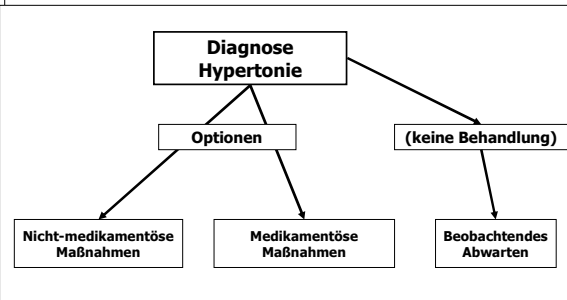 Diagnose
Hypertonie
Optionen
(keine Behandlung)
Nicht-medikamentöse
Maßnahmen
Medikamentöse
Maßnahmen
Beobachtendes
Abwarten